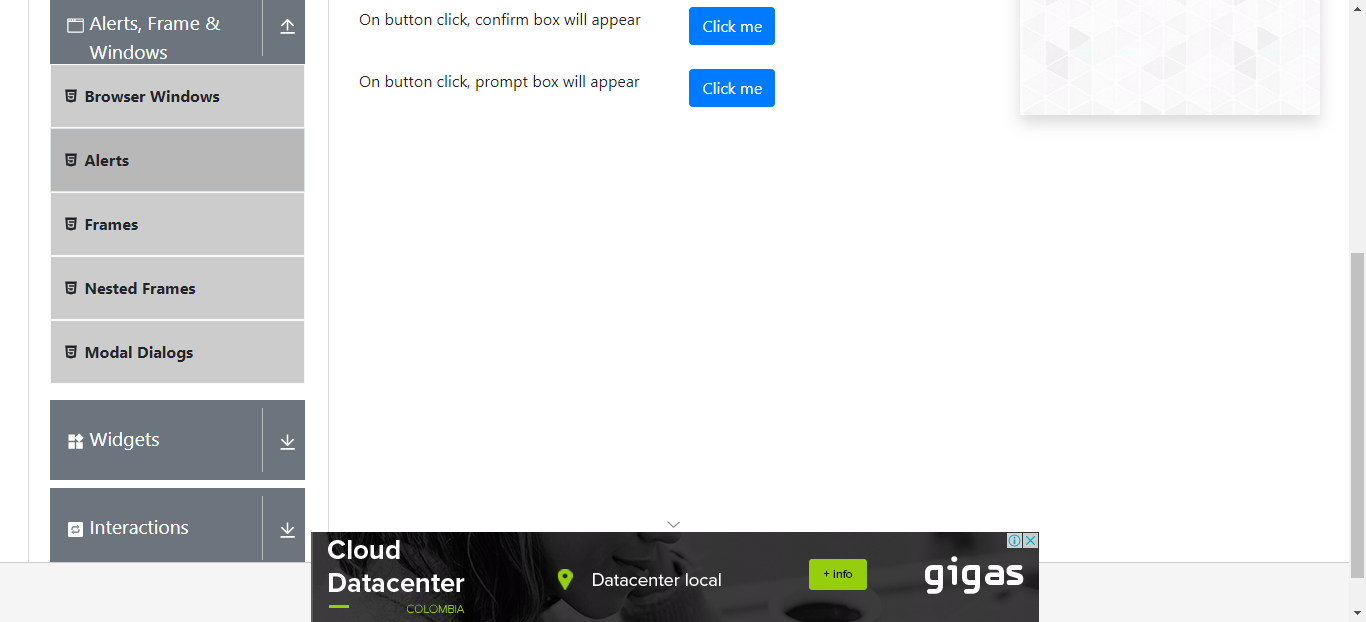 Alerts, Frame &
Windows
Browser Windows
Alerts
Frames
Nested Frames
Modal Dialogs
Widgets
Interactions
On button click, confirm box will appear
Click me
On button click, prompt box will appear
Click me
Cloud
Datacenter
COLOMBIA
Datacenter local
+ info
gigas